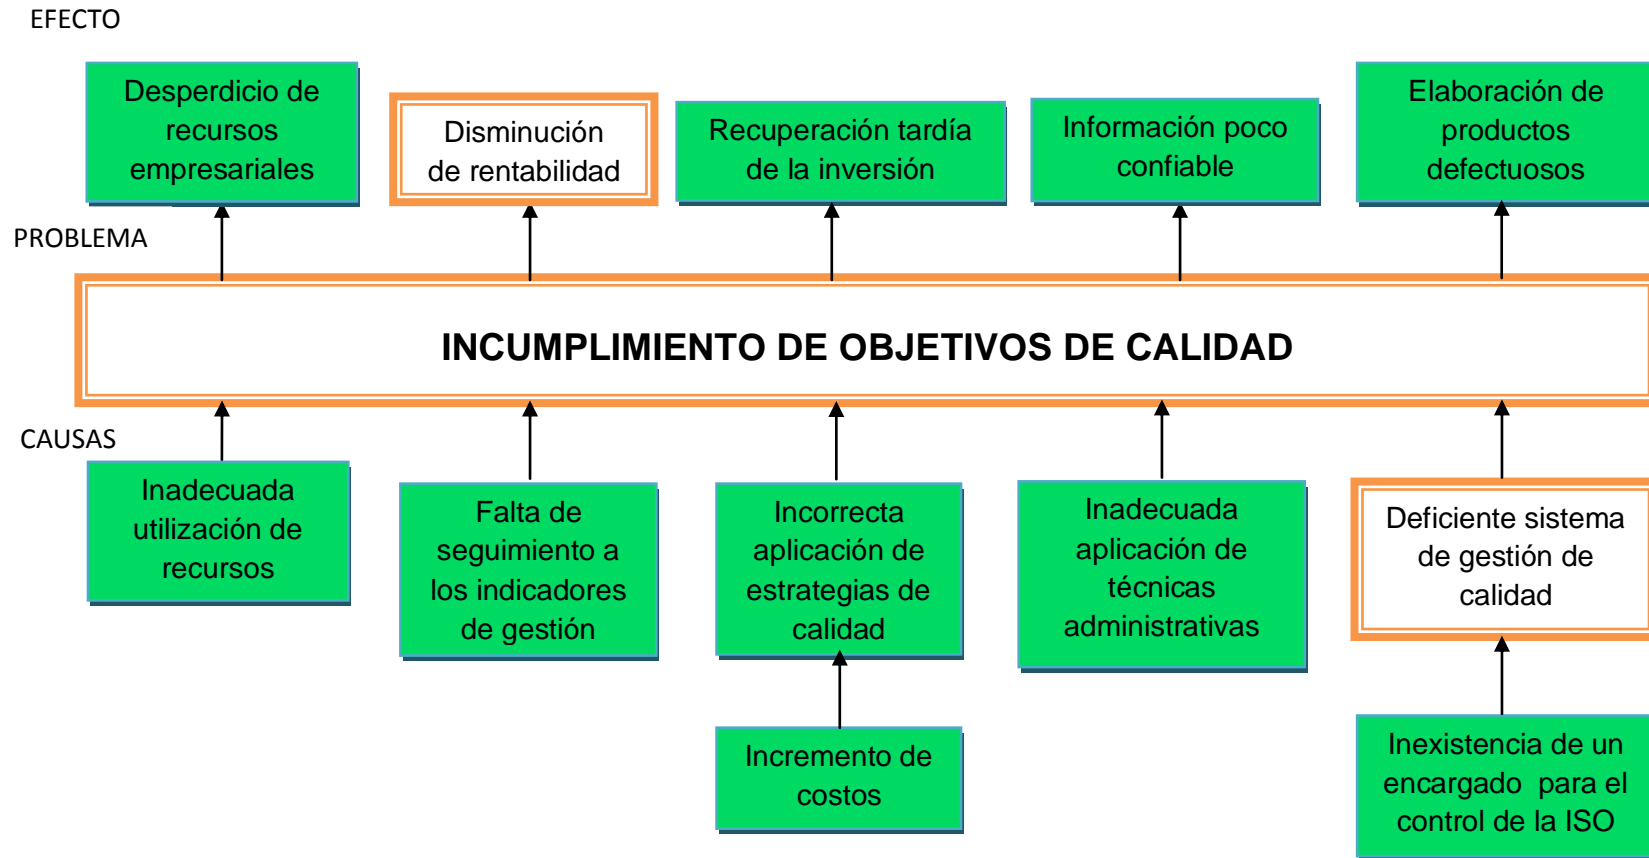 EFECTO
Desperdicio de
recursos
empresariales
Disminución
de rentabilidad
Recuperación tardía
de la inversión
Información poco
confiable
Elaboración de
productos
defectuosos
PROBLEMA
INCUMPLIMIENTO DE OBJETIVOS DE CALIDAD
CAUSAS
Inadecuada
utilización de
recursos
Falta de
seguimiento a
los indicadores
de gestión
Incorrecta
aplicación de
estrategias de
calidad
Inadecuada
aplicación de
técnicas
administrativas
Deficiente sistema
de gestión de
calidad
Incremento de
costos
Inexistencia de un
encargado para el
control de la ISO